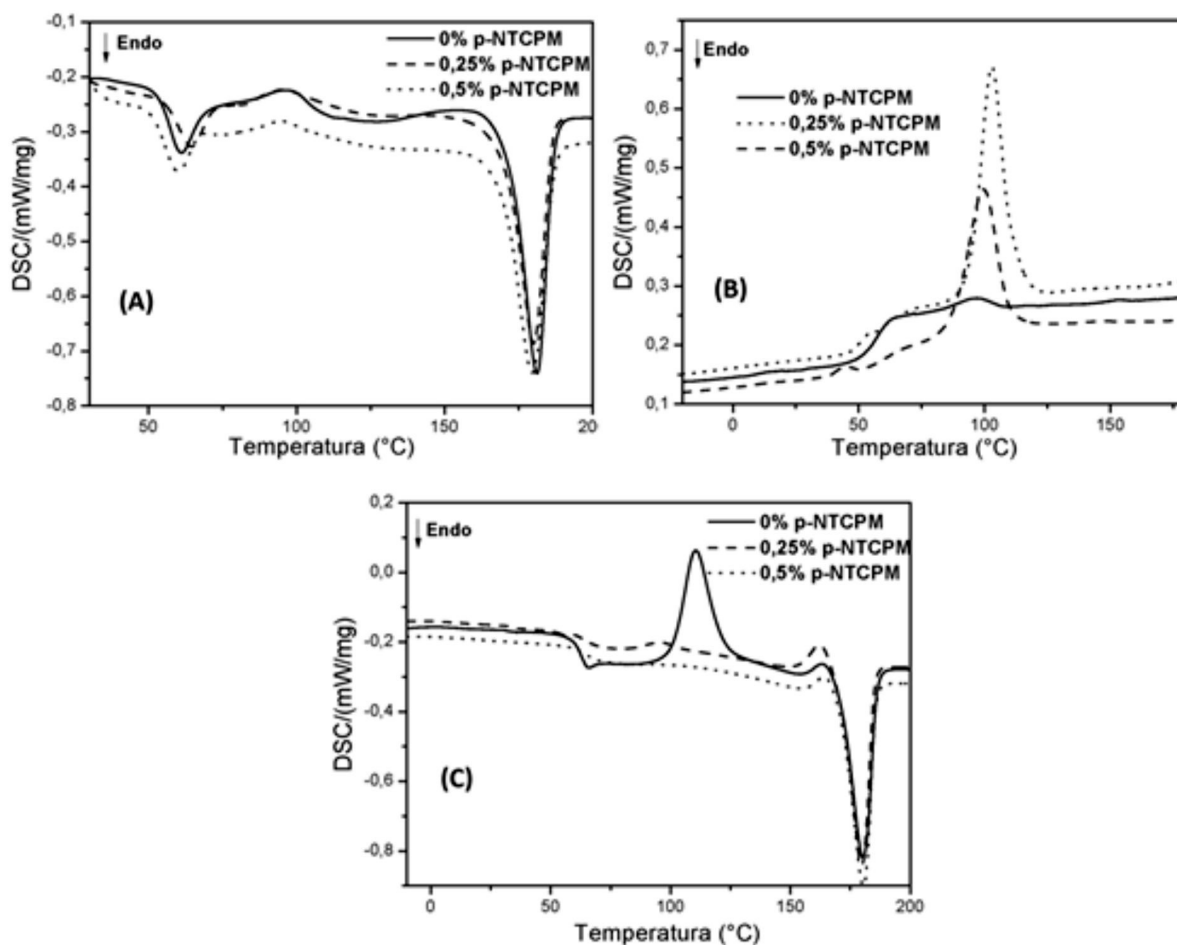 -0,1
-0,2
-0,3
-0,4
-0,5
-0,6
-0,7
-0,8
DSC/(mW/mg)
Endo
0% p-NTCPM
0,25% p-NTCPM
0,5% p-NTCPM
(A)
50 100 150 20
Temperatura (°C)
0,7
0,6
0,5
0,4
0,3
0,2
0,1
DSC/(mW/mg)
Endo
0% p-NTCPM
0,25% p-NTCPM
0,5% p-NTCPM
(B)
0 50 100 150
Temperatura (°C)
0,2
0,0
-0,2
-0,4
-0,6
-0,8
DSC/(mW/mg)
Endo
0% p-NTCPM
0,25% p-NTCPM
0,5% p-NTCPM
(C)
0 50 100 150 200
Temperatura (°C)